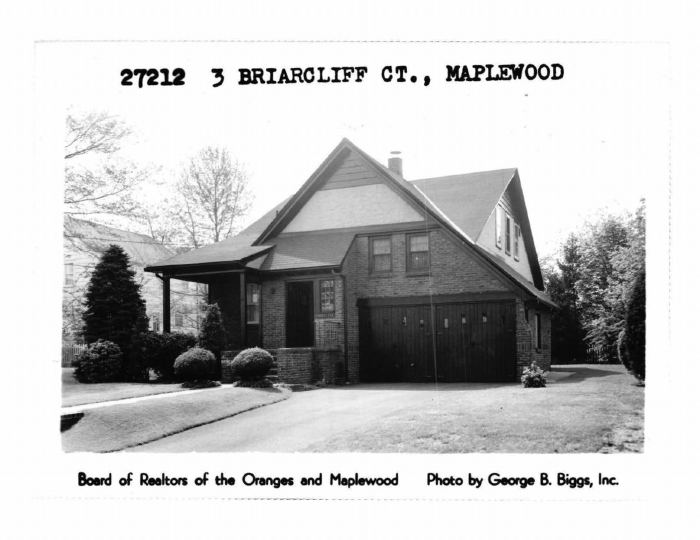 27212 3 BRIARCLIFF CT., MAPLEWOOD
Board of Realtors of the Oranges and Maplewood Photo by George B. Biggs, Inc.